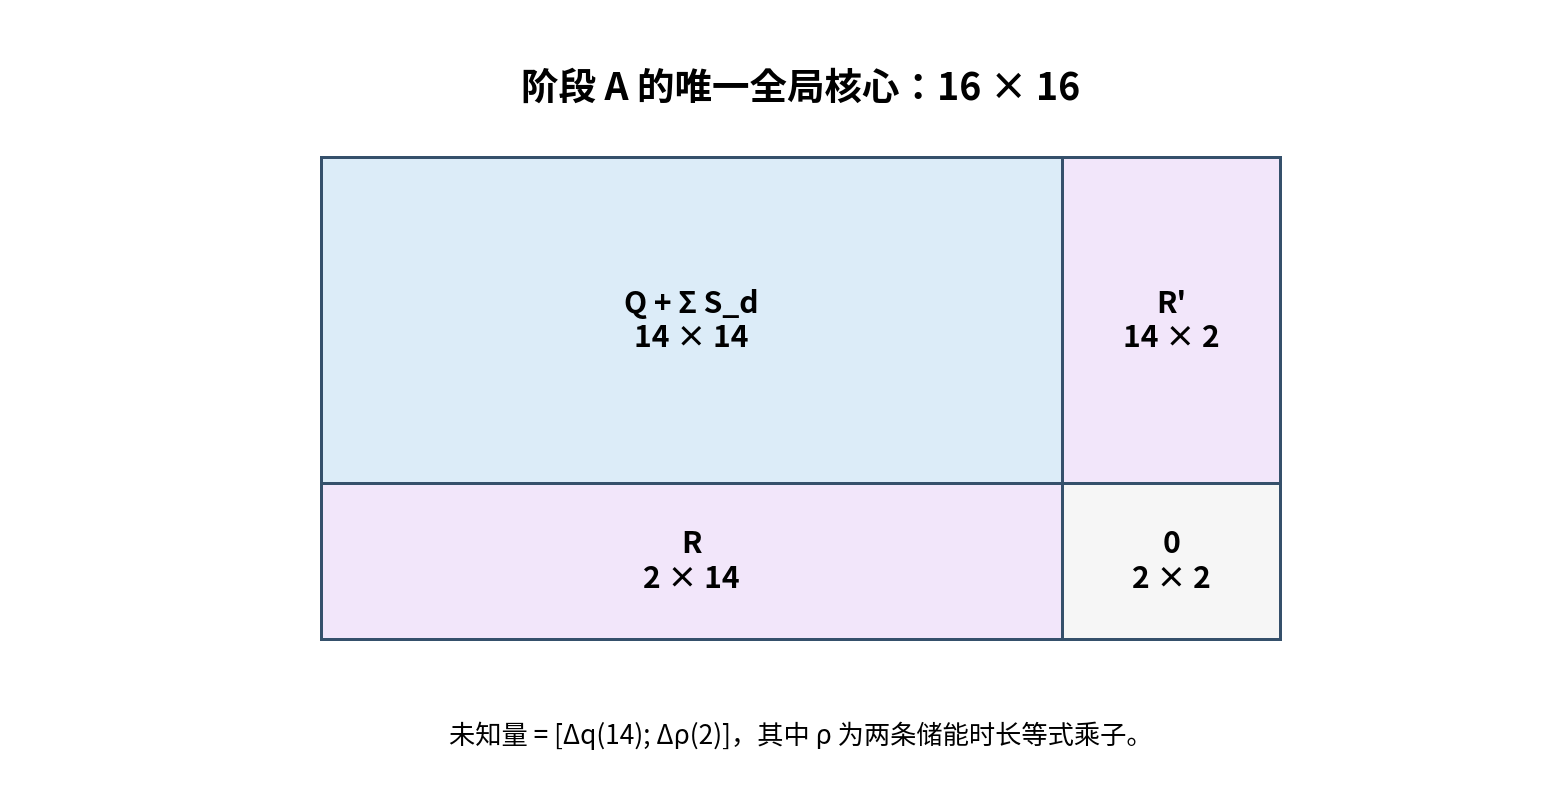 阶段 A 的唯一全局核心：16 × 16
Q + Σ S_d
14 × 14
R'
14 × 2
R
2 × 14
0
2 × 2
未知量 = [Δq(14); Δρ(2)]，其中 ρ 为两条储能时长等式乘子。